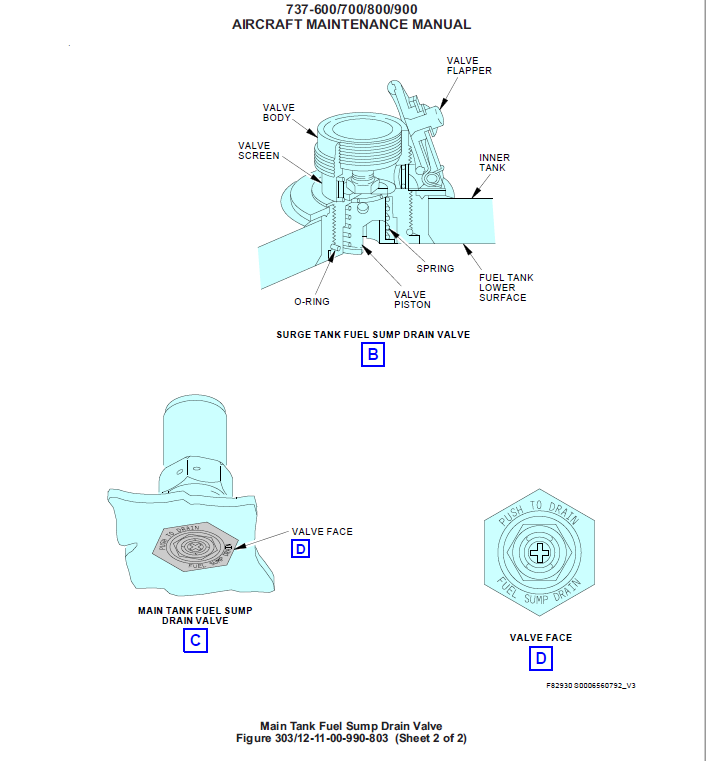 737-600/700/800/900
AIRCRAFT MAINTENANCE MANUAL
VALVE
FLAPPER
VALVE
BODY
VALVE
SCREEN
INNER
TANK
SPRING
FUEL TANK
LOWER
SURFACE
O-RING
VALVE
PISTON
SURGE TANK FUEL SUMP DRAIN VALVE
B
PUSH TO DRAIN
FUEL SUMP DRAIN
VALVE FACE
D
MAIN TANK FUEL SUMP
DRAIN VALVE
C
PUSH TO DRAIN
FUEL SUMP DRAIN
VALVE FACE
D
F82930 S0006560792_V3
Main Tank Fuel Sump Drain Valve
Figure 303/12-11-00-990-803 (Sheet 2 of 2)